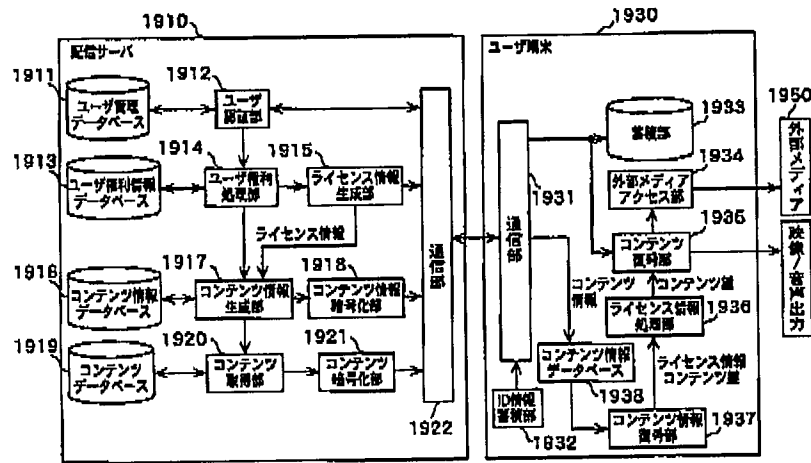 1910
1930
配信サーバ
ユーザ端末
1911
1912
1933
1950
ユーザ管理
データベース
ユーザ
認証部
蓄積部
外部メディア
1913
1914
1915
1934
ユーザ権利情報
データベース
ユーザ権利
処理部
ライセンス情報
生成部
外部メディア
アクセス部
1931
ライセンス情報
通信部
通信部
1935
コンテンツ
復号部
映像/音声出力
1916
1917
1918
コンテンツ情報
データベース
コンテンツ情報
生成部
コンテンツ情報
暗号化部
コンテンツ
情報
コンテンツ鍵
1936
ライセンス情報
処理部
1919
1920
1921
コンテンツ
データベース
コンテンツ
取得部
コンテンツ
暗号化部
コンテンツ情報
データベース
ライセンス情報
コンテンツ鍵
1938
1922
ID情報
蓄積部
1932
コンテンツ情報
復号部
1937